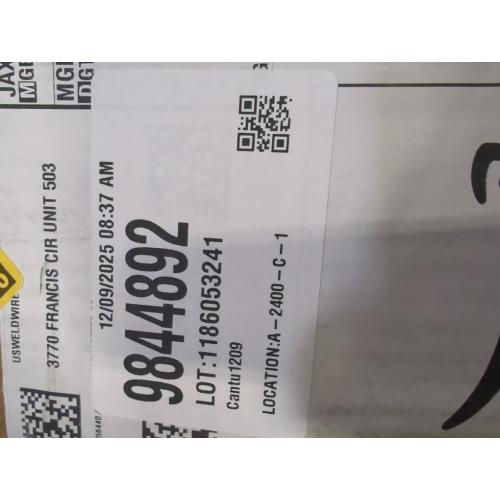 JAX
MGE
MGI
DGT
USWELDWIRE
3770 FRANCIS CIR UNIT 503
12/09/2025 08:37 AM
9844892
LOT:1186053241
Cantu1209
LOCATION:A-2400-C-1